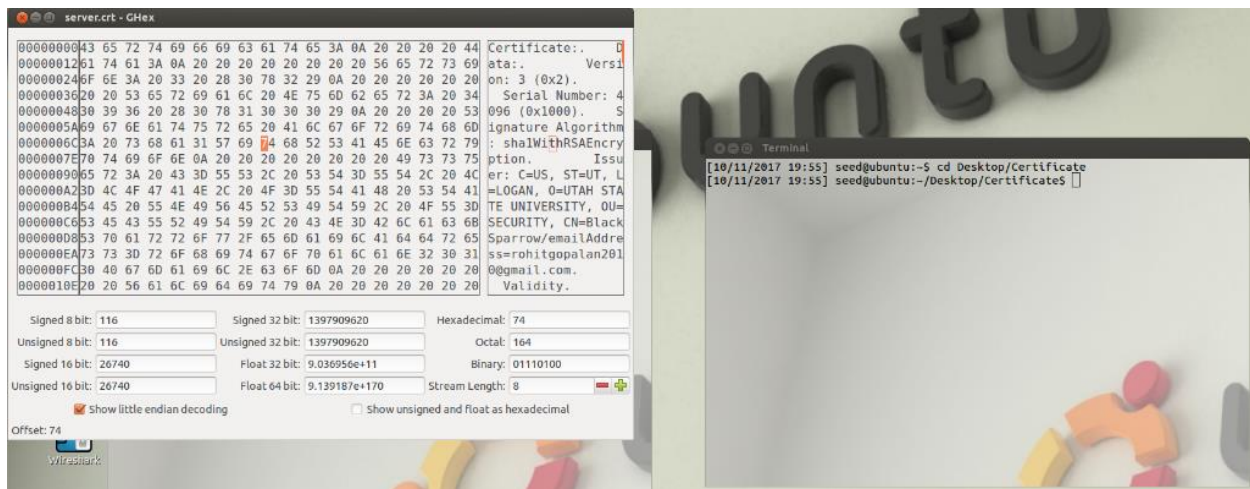 server.crt - GHex
00000000 43 65 72 74 69 66 69 63 61 74 65 3A 0A 20 20 20 20 44 Certificate:.    D
00000012 61 74 61 3A 0A 20 20 20 20 20 20 20 20 56 65 72 73 69 ata:.        Versi
00000024 6F 6E 3A 20 33 20 28 30 78 32 29 0A 20 20 20 20 20 20 on: 3 (0x2).
00000036 20 20 53 65 72 69 61 6C 20 4E 75 6D 62 65 72 3A 20 34   Serial Number: 4
00000048 30 39 36 20 28 30 78 31 30 30 30 29 0A 20 20 20 20 53 096 (0x1000).    S
0000005A 69 67 6E 61 74 75 72 65 20 41 6C 67 6F 72 69 74 68 6D ignature Algorithm
0000006C 3A 20 73 68 61 31 57 69 74 68 52 53 41 45 6E 63 72 79 : sha1WithRSAEncry
0000007E 70 74 69 6F 6E 0A 20 20 20 20 20 20 20 20 49 73 73 75 ption.        Issu
00000090 65 72 3A 20 43 3D 55 53 2C 20 53 54 3D 55 54 2C 20 4C er: C=US, ST=UT, L
000000A2 3D 4C 4F 47 41 4E 2C 20 4F 3D 55 54 41 48 20 53 54 41 =LOGAN, O=UTAH STA
000000B4 54 45 20 55 4E 49 56 45 52 53 49 54 59 2C 20 4F 55 3D TE UNIVERSITY, OU=
000000C6 53 45 43 55 52 49 54 59 2C 20 43 4E 3D 42 6C 61 63 6B SECURITY, CN=Black
000000D8 53 70 61 72 72 6F 77 2F 65 6D 61 69 6C 41 64 64 72 65 Sparrow/emailAddre
000000EA 73 73 3D 72 6F 68 69 74 67 6F 70 61 6C 61 6E 32 30 31 ss=rohitgopalan201
000000FC 30 40 67 6D 61 69 6C 2E 63 6F 6D 0A 20 20 20 20 20 20 0@gmail.com.
0000010E 20 20 56 61 6C 69 64 69 74 79 0A 20 20 20 20 20 20 20   Validity.
Signed 8 bit: 116 Signed 32 bit: 1397909620 Hexadecimal: 74
Unsigned 8 bit: 116 Unsigned 32 bit: 1397909620 Octal: 164
Signed 16 bit: 26740 Float 32 bit: 9.036956e+11 Binary: 01110100
Unsigned 16 bit: 26740 Float 64 bit: 9.139187e+170 Stream Length: 8
Show little endian decoding Show unsigned and float as hexadecimal
Offset: 74
Wireshark
Terminal
[10/11/2017 19:55] seed@ubuntu:~$ cd Desktop/Certificate
[10/11/2017 19:55] seed@ubuntu:~/Desktop/Certificate$